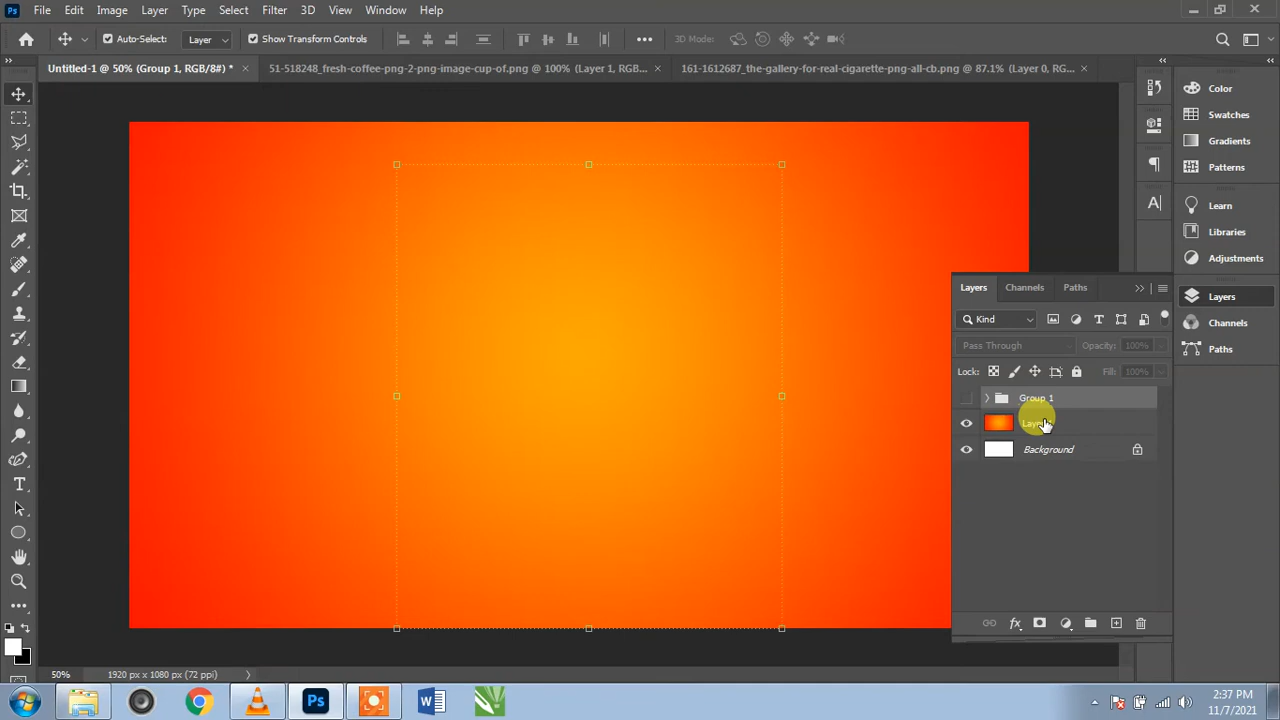 Ps File Edit Image Layer Type Select Filter 3D View Window Help
Auto-Select: Layer Show Transform Controls 3D Mode:
Untitled-1 @ 50% (Group 1, RGB/8#) * × 51-518248_fresh-coffee-png-2-png-image-cup-of.png @ 100% (Layer 1, RGB... × 161-1612687_the-gallery-for-real-cigarette-png-all-cb.png @ 87.1% (Layer 0, RG... ×
Color
Swatches
Gradients
Patterns
Learn
Libraries
Adjustments
Layers
Channels
Paths
Layers Channels Paths
Kind
Pass Through Opacity: 100%
Lock: Fill: 100%
Group 1
Background
50% 1920 px x 1080 px (72 ppi)
Ps W
2:37 PM
11/7/2021